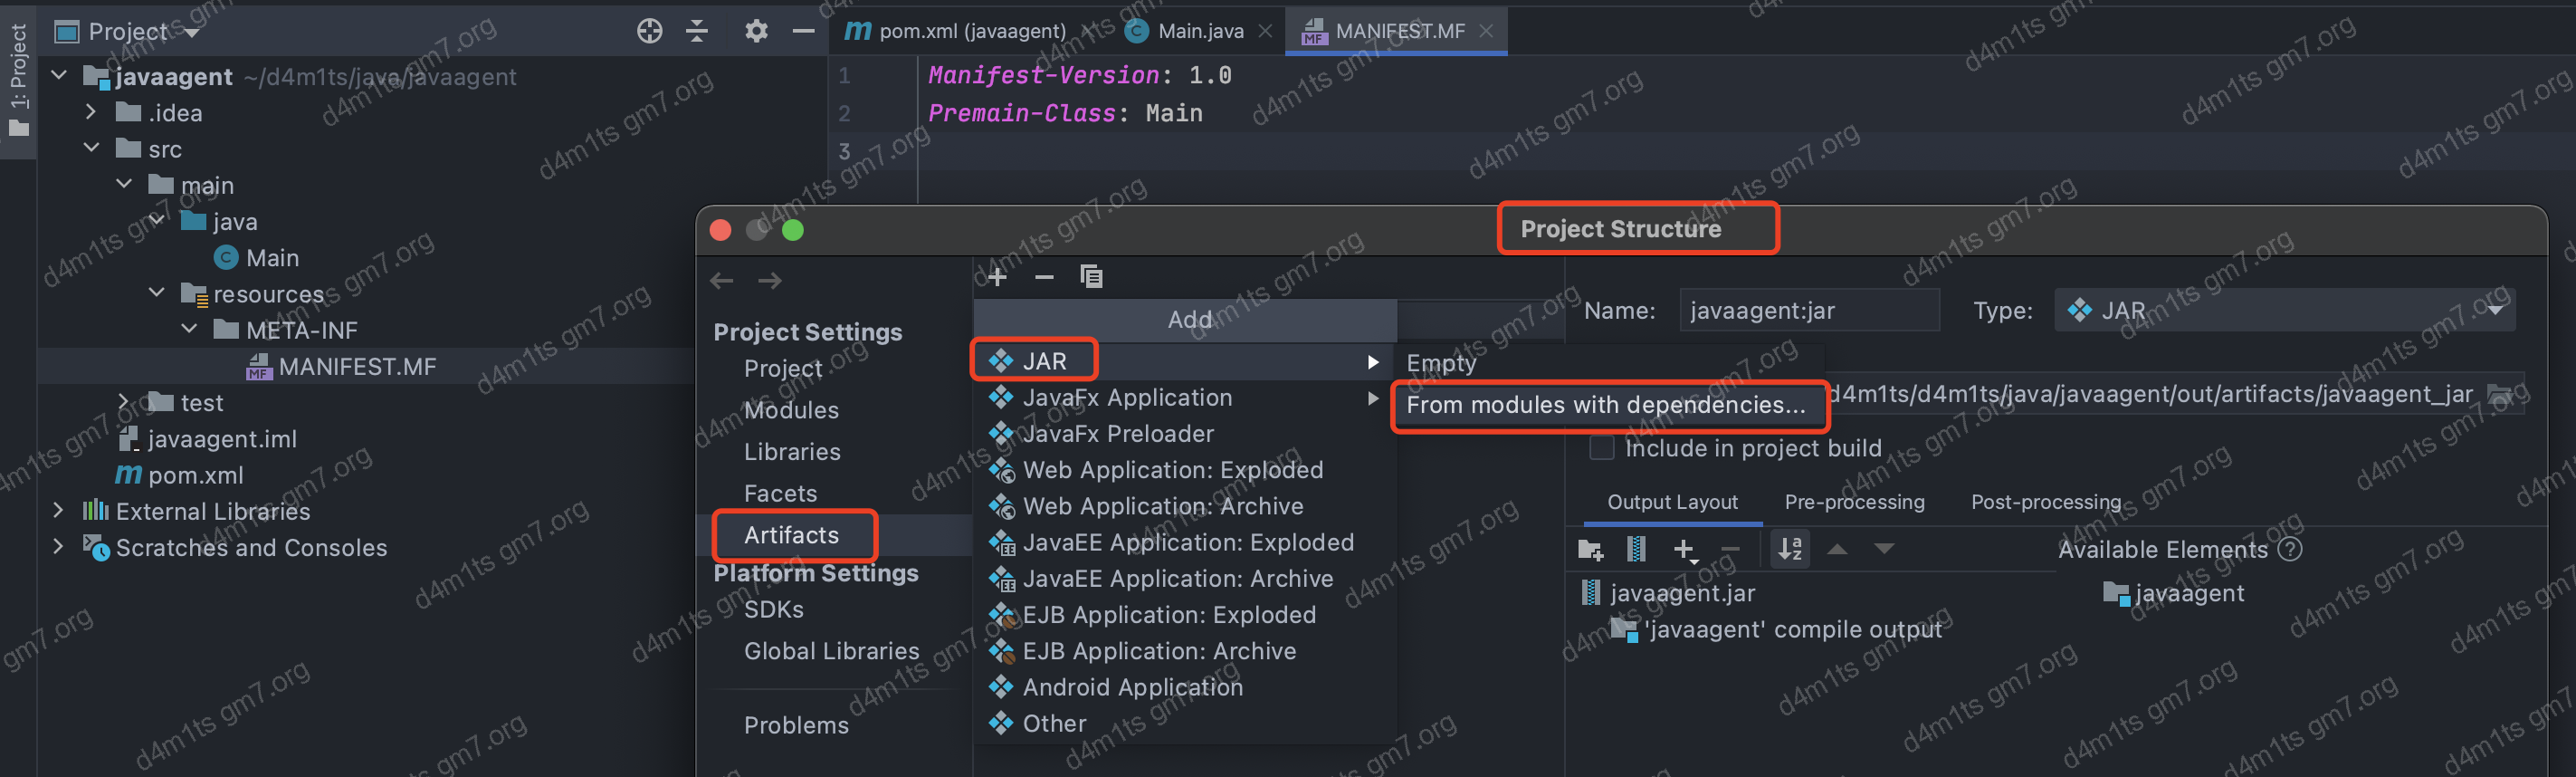 1: Project
Project
javaagent ~/d4m1ts/java/javaagent
.idea
src
main
java
Main
resources
META-INF
MANIFEST.MF
test
javaagent.iml
pom.xml
External Libraries
Scratches and Consoles
pom.xml (javaagent)
Main.java
MANIFEST.MF
1 Manifest-Version: 1.0
2 Premain-Class: Main
3
Project Structure
Project Settings
Project
Modules
Libraries
Facets
Artifacts
Platform Settings
SDKs
Global Libraries
Problems
Add
JAR
JavaFx Application
JavaFx Preloader
Web Application: Exploded
Web Application: Archive
JavaEE Application: Exploded
JavaEE Application: Archive
EJB Application: Exploded
EJB Application: Archive
Android Application
Other
Empty
From modules with dependencies...
Name: javaagent:jar Type: JAR
d4m1ts/d4m1ts/java/javaagent/out/artifacts/javaagent_jar
Include in project build
Output Layout Pre-processing Post-processing
Available Elements
javaagent.jar
'javaagent' compile output
javaagent
d4m1ts gm7.org